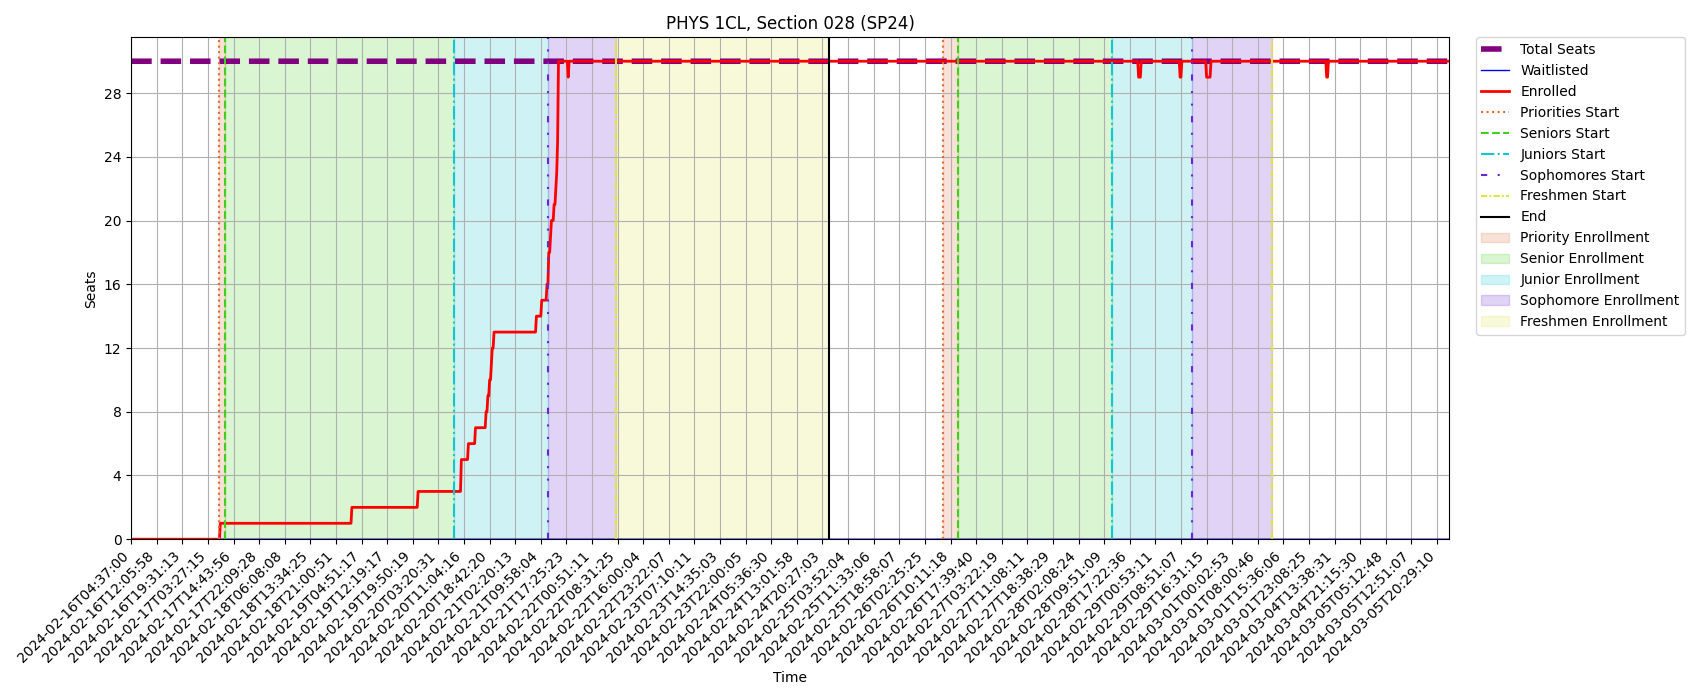 PHYS 1CL, Section 028 (SP24)
Total Seats
Waitlisted
Enrolled
Priorities Start
Seniors Start
Juniors Start
Sophomores Start
Freshmen Start
End
Priority Enrollment
Senior Enrollment
Junior Enrollment
Sophomore Enrollment
Freshmen Enrollment
Seats
28
24
20
16
12
8
4
0
2024-02-16T04:37:00
2024-02-16T12:05:58
2024-02-16T19:31:13
2024-02-17T03:27:15
2024-02-17T14:43:56
2024-02-17T22:09:28
2024-02-18T06:08:08
2024-02-18T13:34:25
2024-02-18T21:00:51
2024-02-19T04:51:17
2024-02-19T12:19:17
2024-02-19T19:50:19
2024-02-20T03:20:31
2024-02-20T11:04:16
2024-02-20T18:42:20
2024-02-21T02:20:13
2024-02-21T09:58:04
2024-02-21T17:25:23
2024-02-22T00:51:11
2024-02-22T08:31:25
2024-02-22T16:00:04
2024-02-22T23:22:07
2024-02-23T07:10:11
2024-02-23T14:35:03
2024-02-23T22:00:05
2024-02-24T05:36:30
2024-02-24T13:01:58
2024-02-24T20:27:03
2024-02-25T03:52:04
2024-02-25T11:33:06
2024-02-25T18:58:07
2024-02-26T02:25:25
2024-02-26T10:11:18
2024-02-26T17:39:40
2024-02-27T03:22:19
2024-02-27T11:08:11
2024-02-27T18:38:29
2024-02-28T02:08:24
2024-02-28T09:51:09
2024-02-28T17:22:36
2024-02-29T00:53:11
2024-02-29T08:51:07
2024-02-29T16:31:15
2024-03-01T00:02:53
2024-03-01T08:00:46
2024-03-01T15:36:06
2024-03-01T23:08:25
2024-03-04T13:38:31
2024-03-04T21:15:30
2024-03-05T05:12:48
2024-03-05T12:51:07
2024-03-05T20:29:10
Time